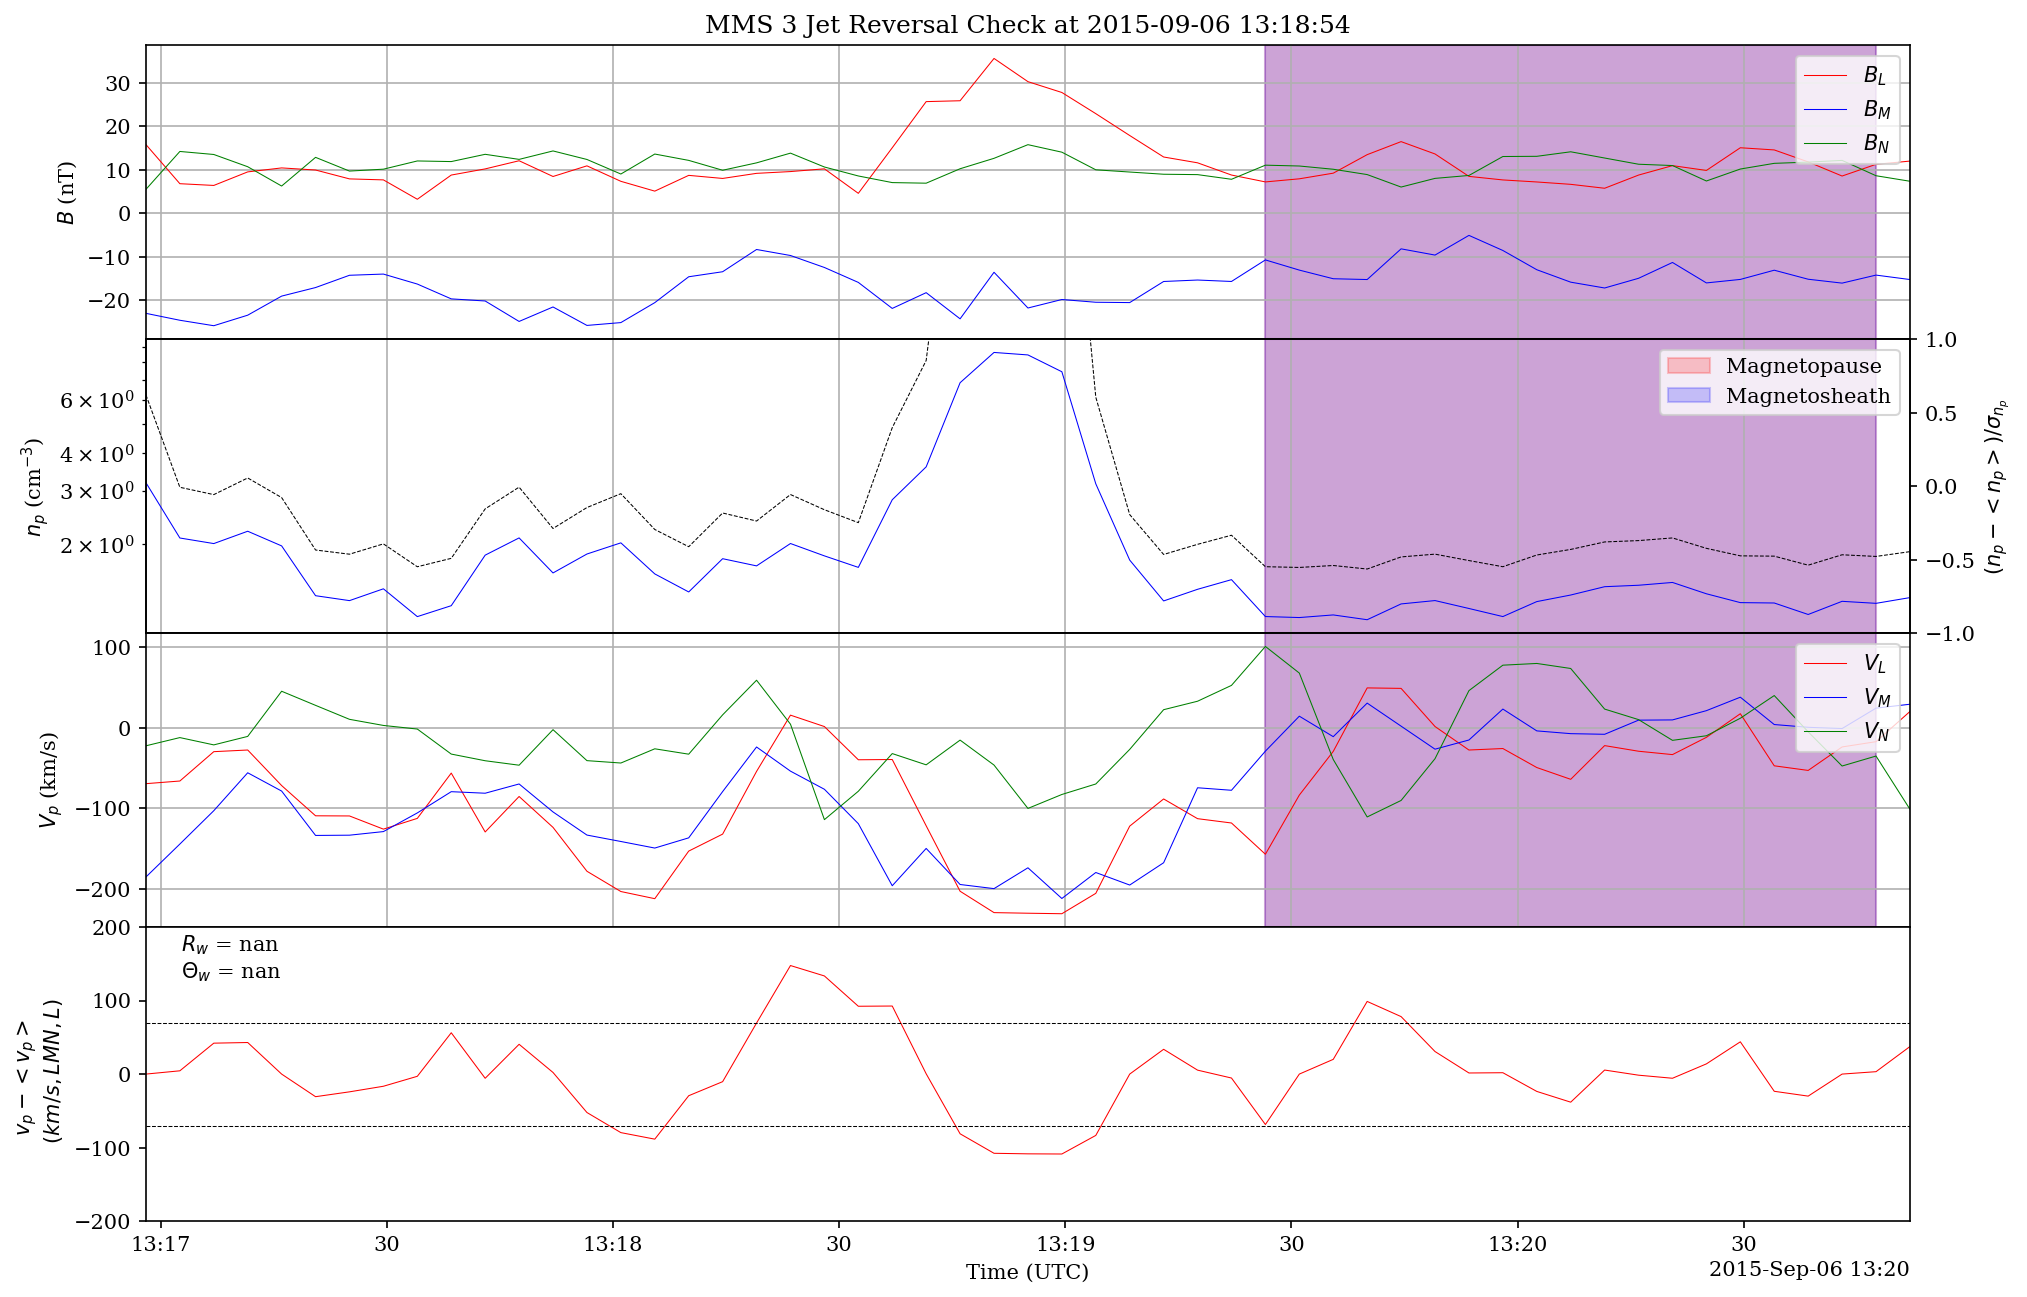 MMS 3 Jet Reversal Check at 2015-09-06 13:18:54
30
20
10
0
−10
−20
B (nT)
B_L
B_M
B_N
6 × 10^0
4 × 10^0
3 × 10^0
2 × 10^0
n_p (cm^−3)
Magnetopause
Magnetosheath
1.0
0.5
0.0
−0.5
−1.0
(n_p − < n_p > )/σ_{n_p}
100
0
−100
−200
V_p (km/s)
V_L
V_M
V_N
200
100
0
−100
−200
v_p − < v_p >
(km/s, LMN, L)
R_w = nan
Θ_w = nan
13:17
30
13:18
30
13:19
30
13:20
30
Time (UTC)
2015-Sep-06 13:20